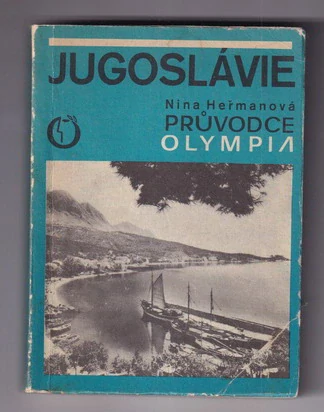 JUGOSLÁVIE
Nina Heřmanová
PRŮVODCE
OLYMPIA